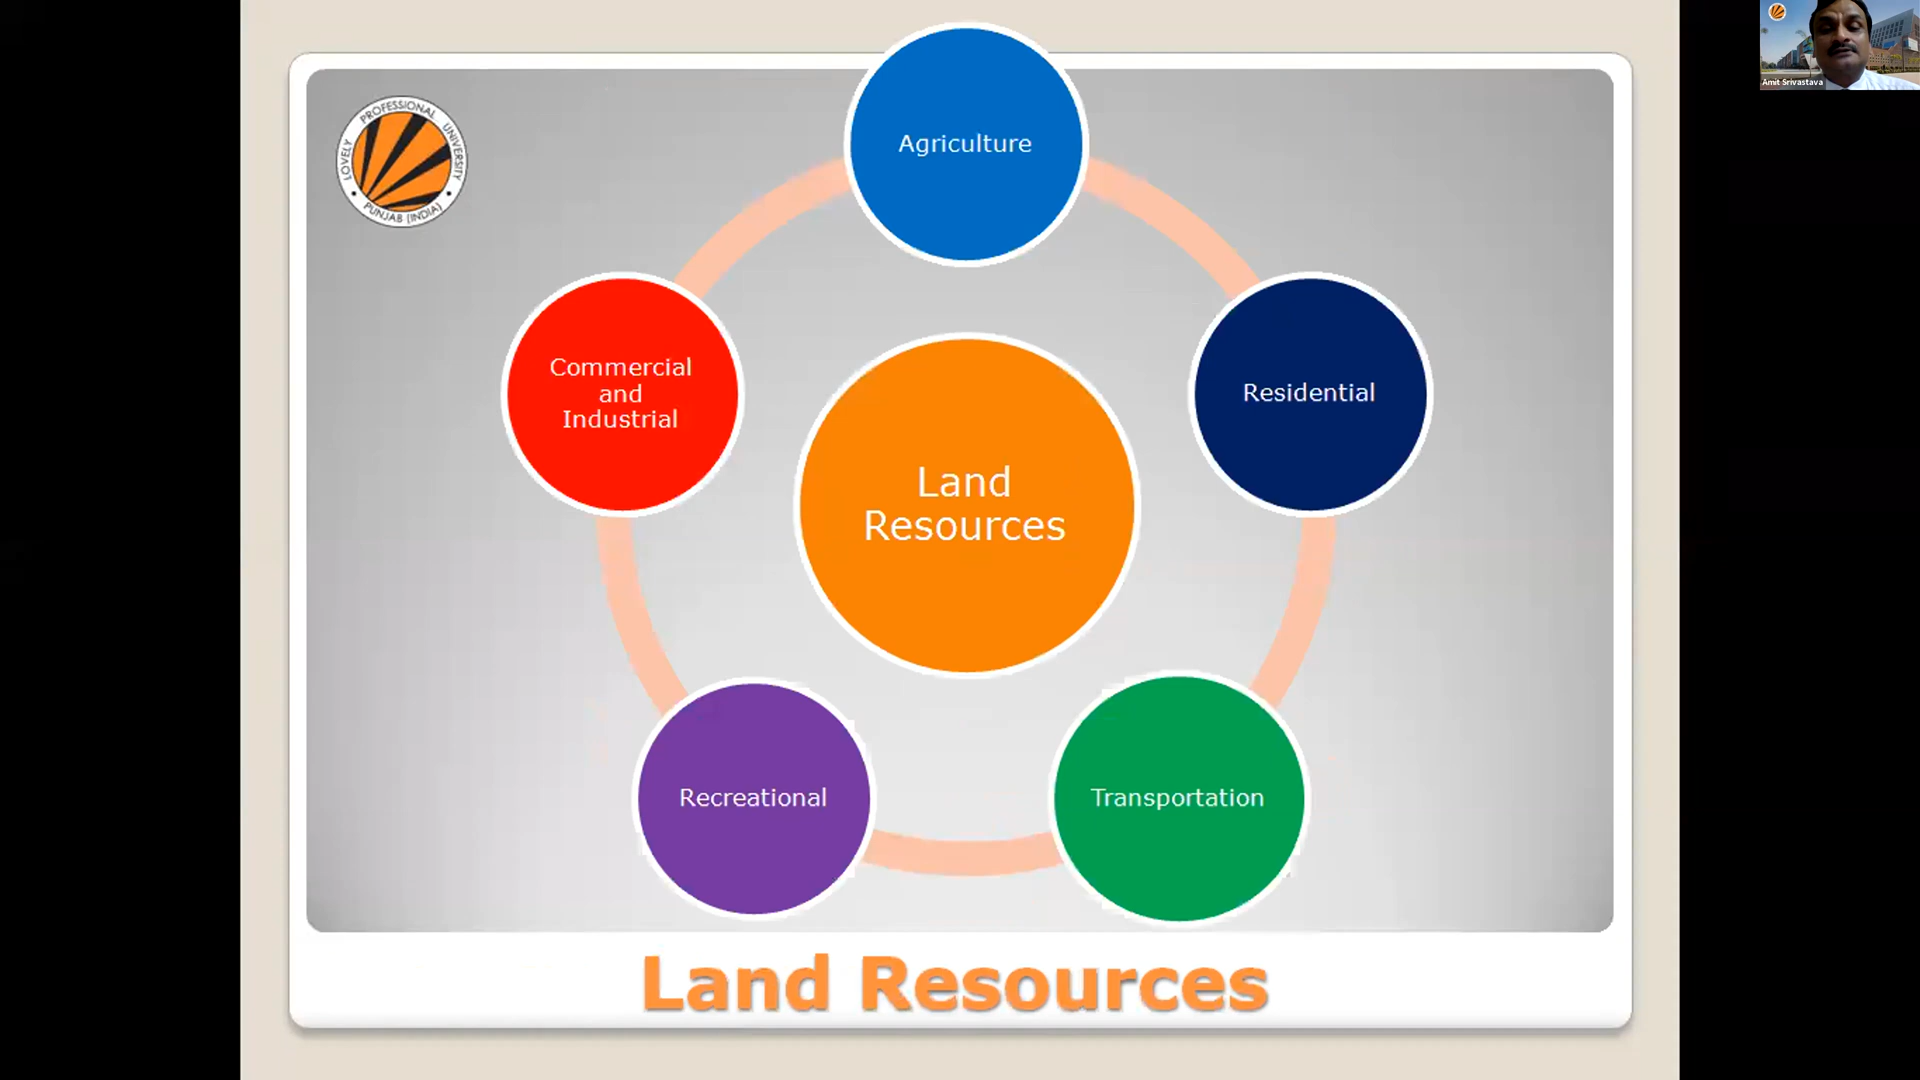 LOVELY PROFESSIONAL UNIVERSITY
PUNJAB (INDIA)
Agriculture
Commercial
and
Industrial
Residential
Land
Resources
Recreational
Transportation
Land Resources
Amit Srivastava